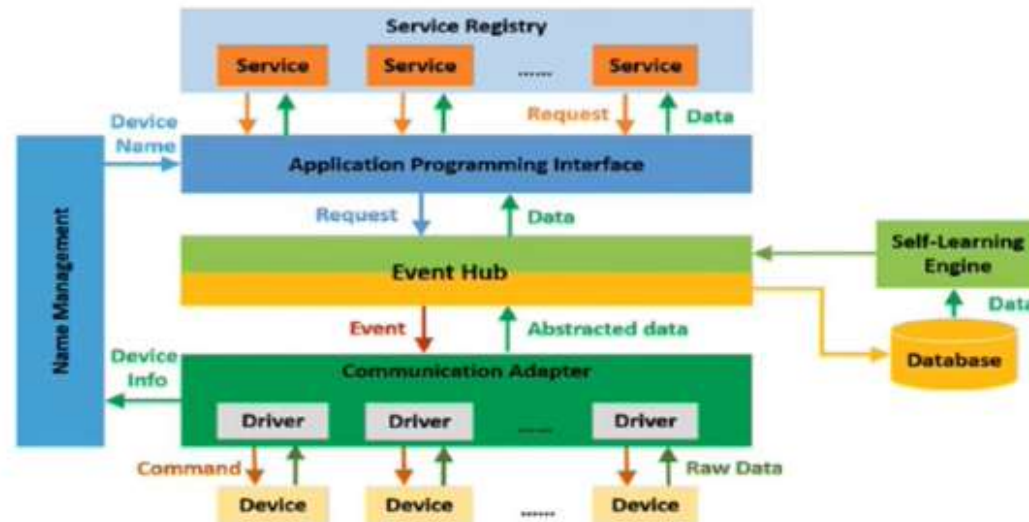 Service Registry
Service
Service
......
Service
Request
Data
Device
Name
Application Programming Interface
Request
Data
Name Management
Event Hub
Self-Learning
Engine
Event
Abstracted data
Data
Database
Device
Info
Communication Adapter
Driver
Driver
......
Driver
Command
Raw Data
Device
Device
......
Device